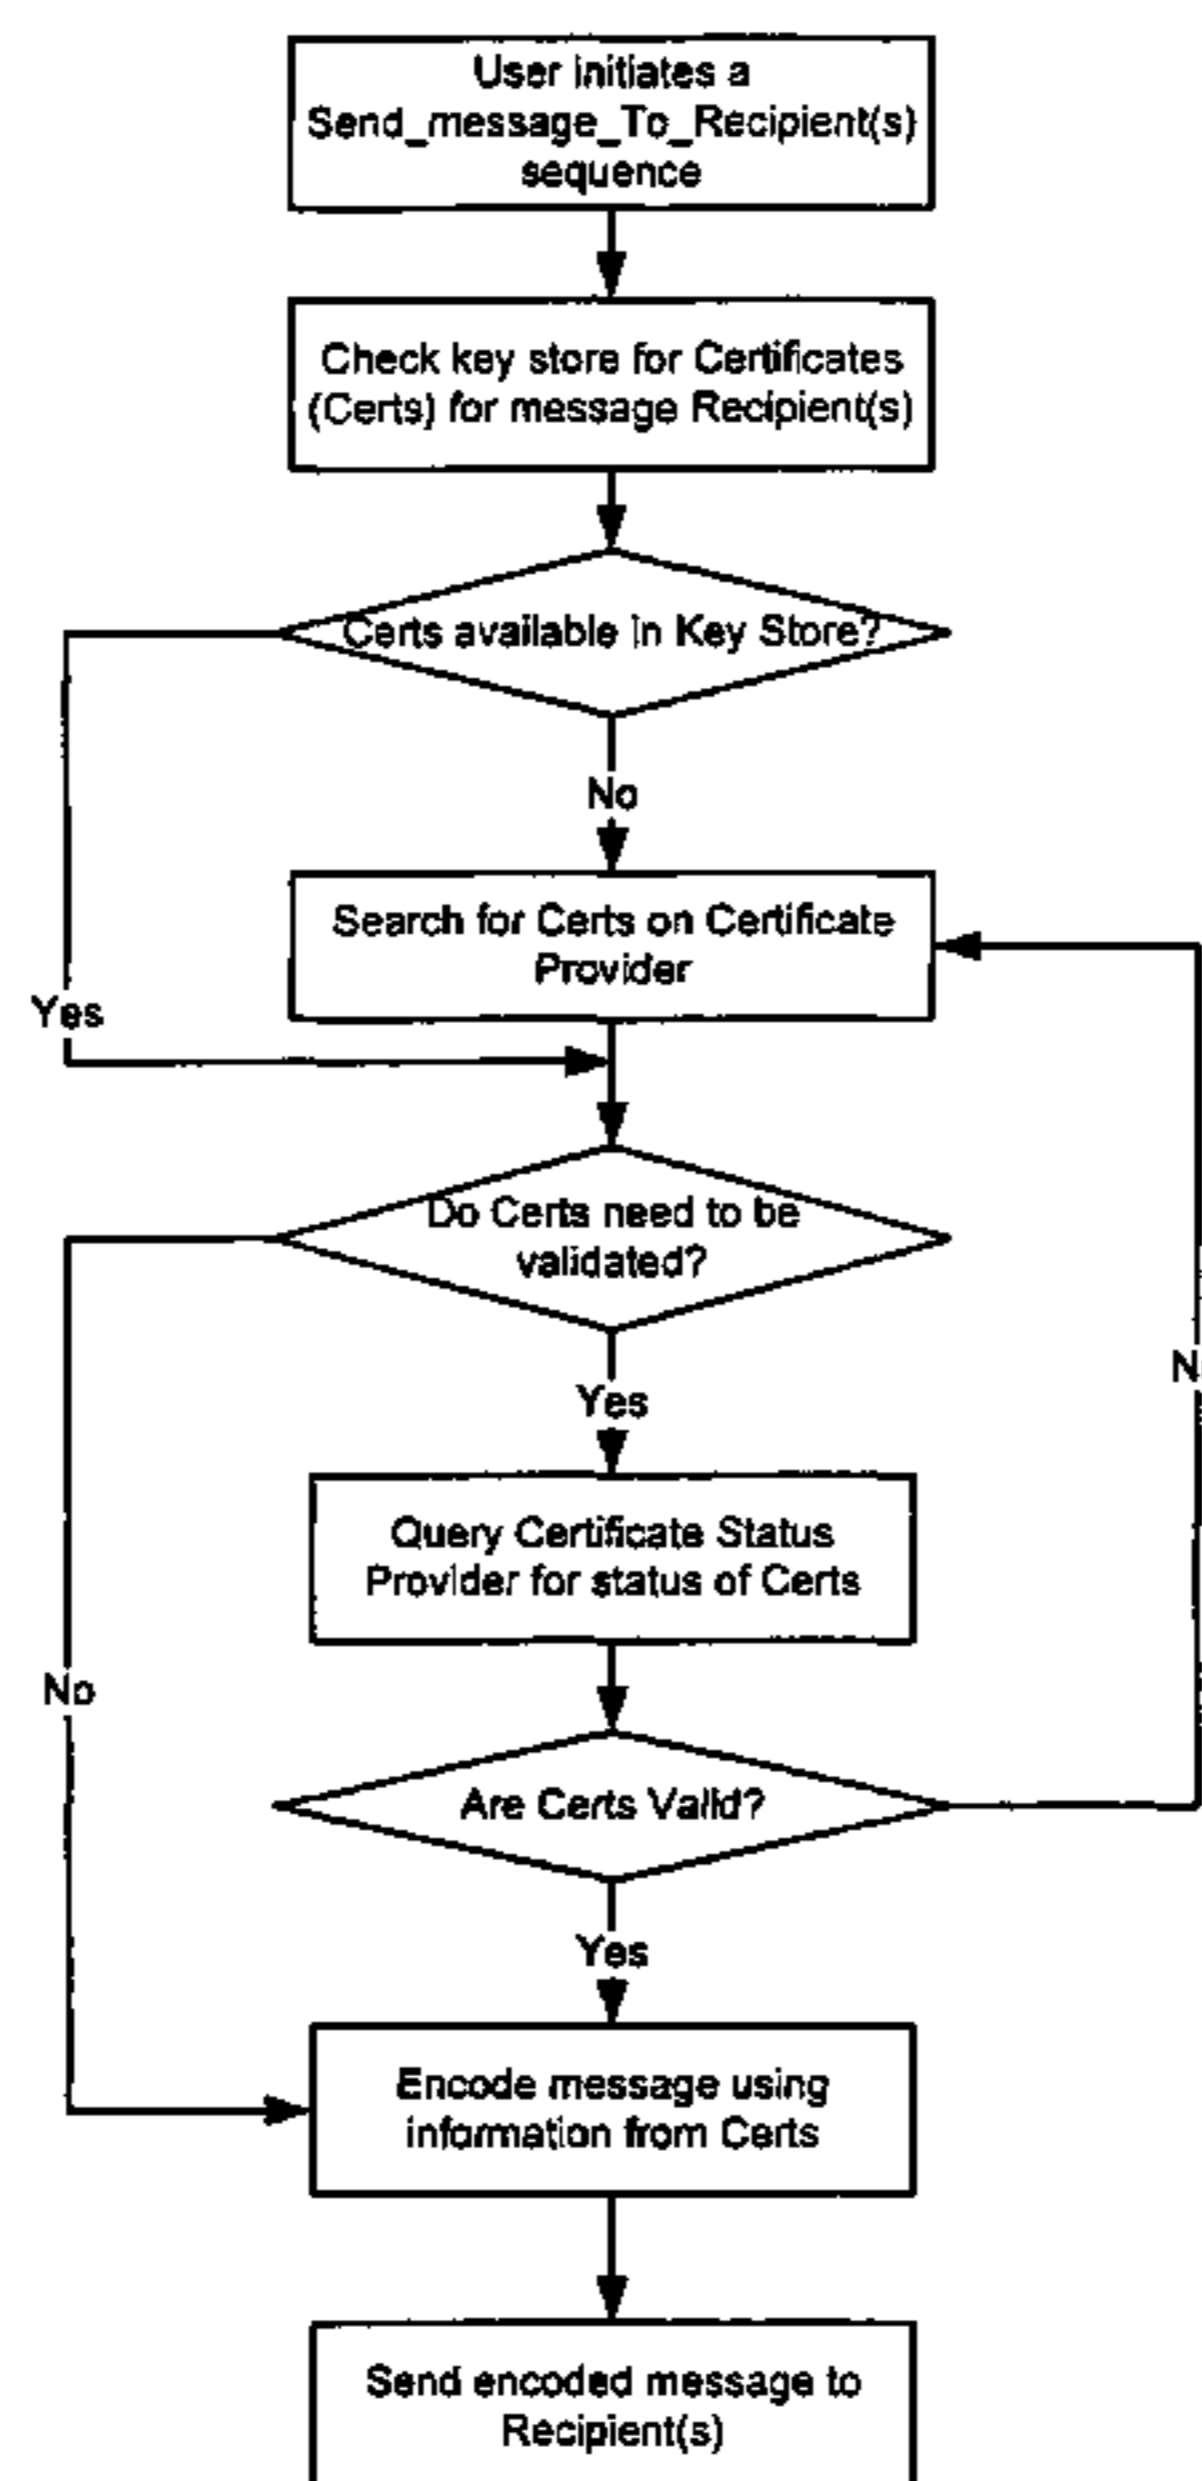 User initiates a
Send_message_To_Recipient(s)
sequence
Check key store for Certificates
(Certs) for message Recipient(s)
Certs available in Key Store?
No
Search for Certs on Certificate
Provider
Yes
Do Certs need to be
validated?
Yes
Query Certificate Status
Provider for status of Certs
No
Are Certs Valid?
Yes
Encode message using
information from Certs
Send encoded message to
Recipient(s)